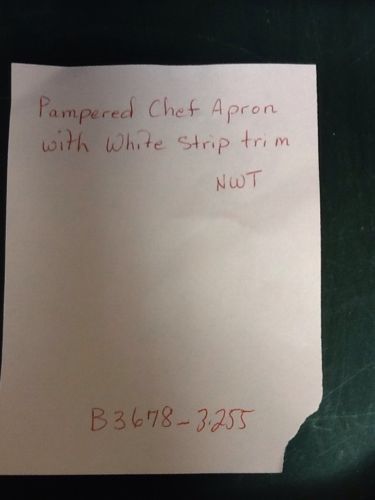 Pampered Chef Apron
with White Strip trim
NWT
B3678-3.255